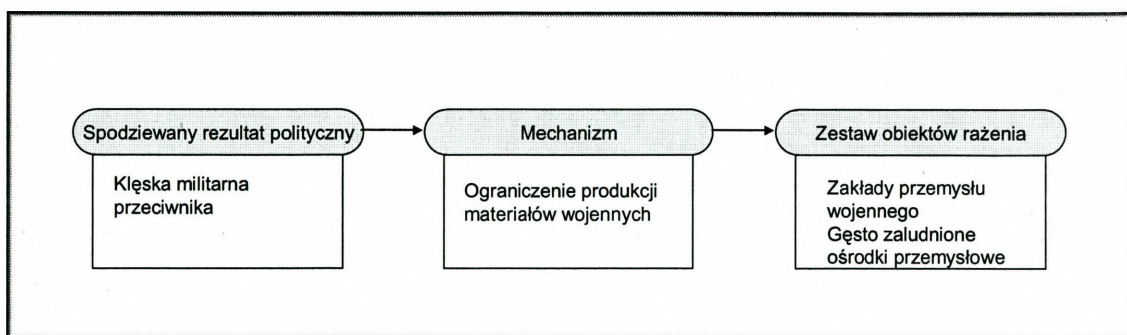 Spodziewany rezultat polityczny
Klęska militarna
przeciwnika
Mechanizm
Ograniczenie produkcji
materiałów wojennych
Zestaw obiektów rażenia
Zakłady przemysłu
wojennego
Gęsto zaludnione
ośrodki przemysłowe